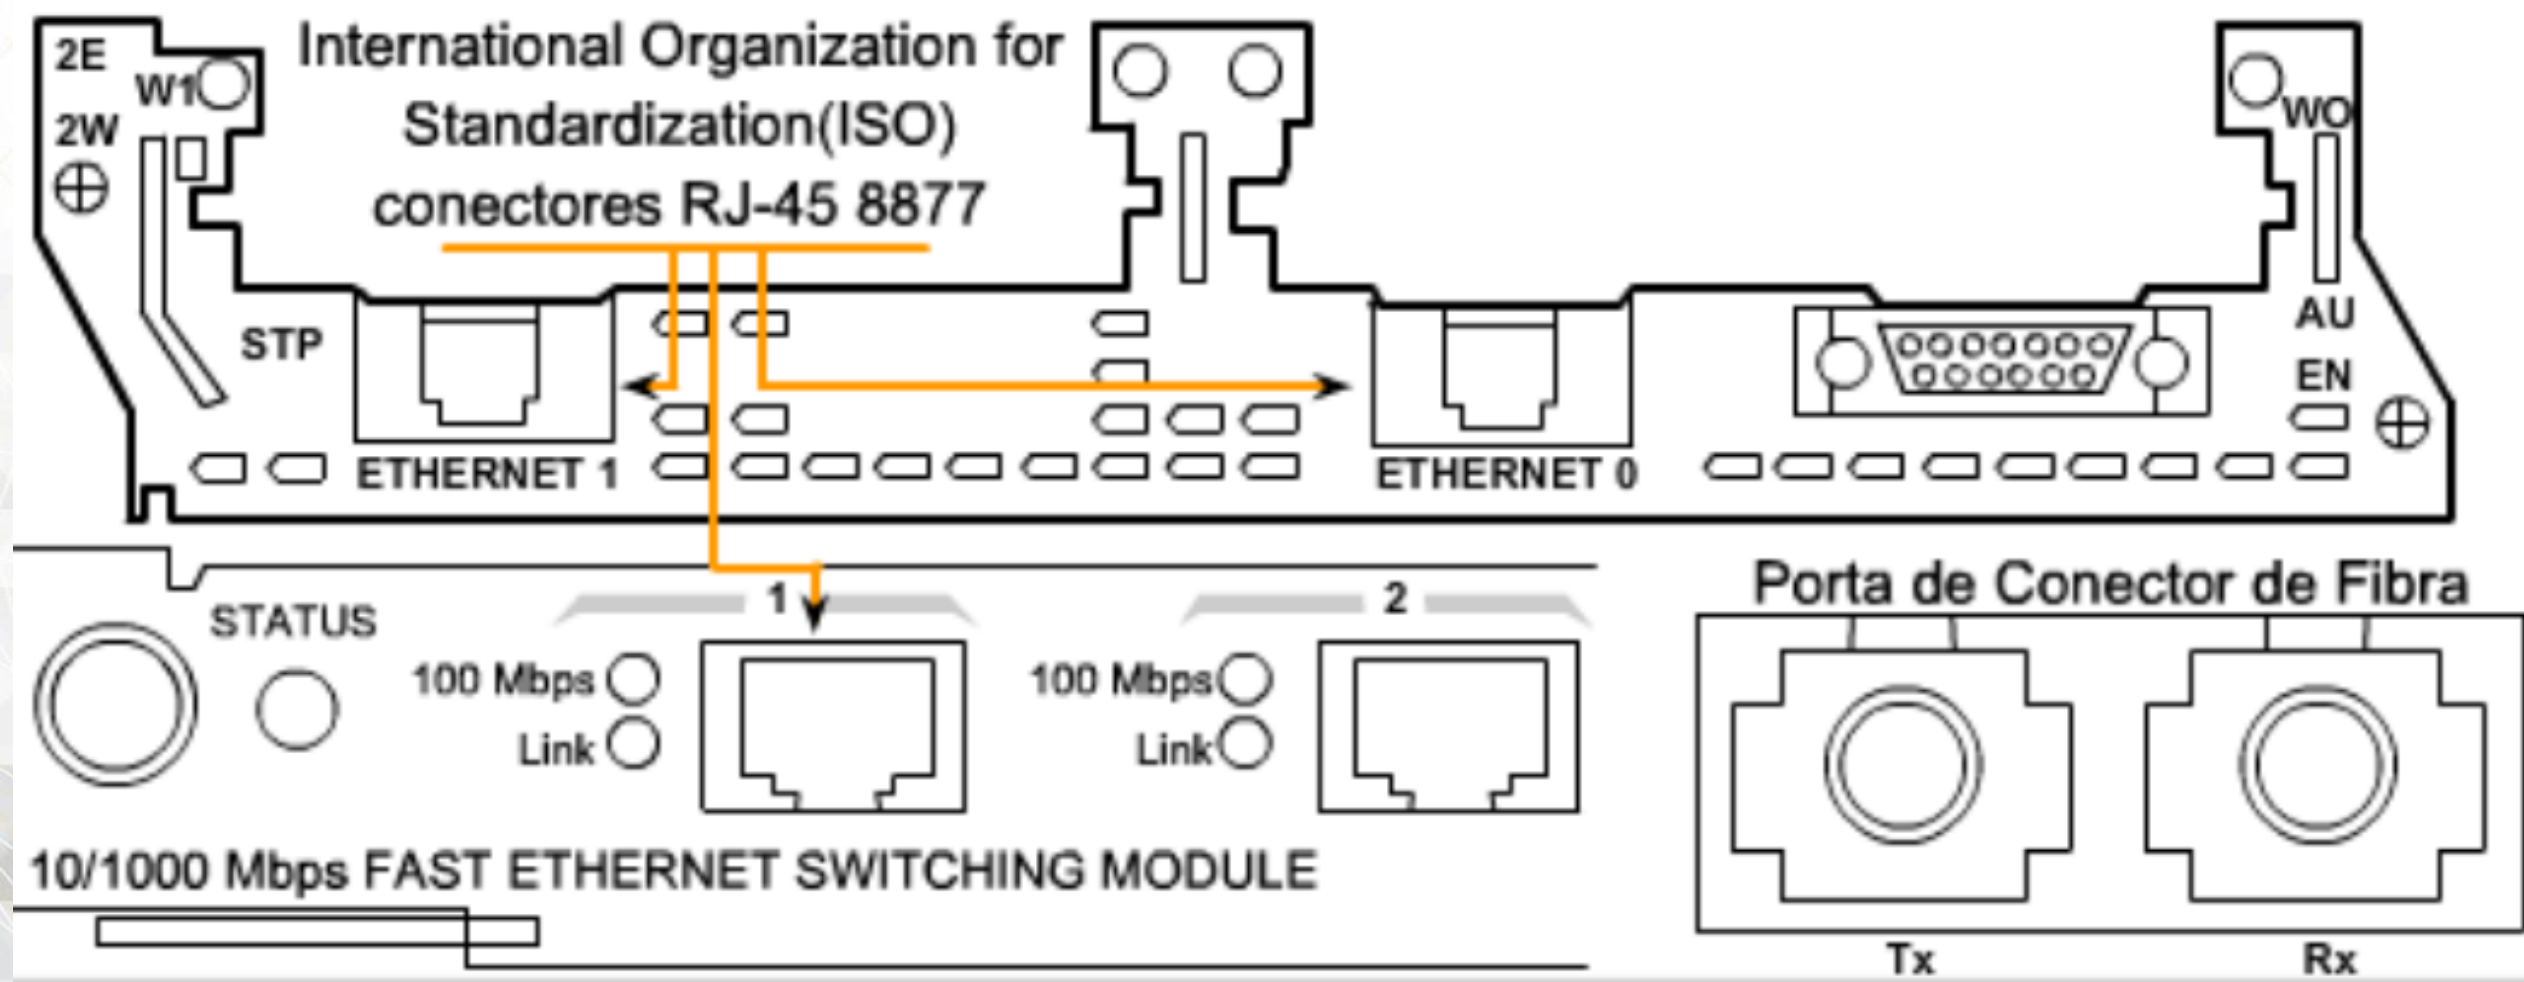 2E
W1
2W
International Organization for
Standardization(ISO)
conectores RJ-45 8877
WO
STP
AU
EN
ETHERNET 1
ETHERNET 0
STATUS
1
100 Mbps
Link
2
100 Mbps
Link
10/1000 Mbps FAST ETHERNET SWITCHING MODULE
Porta de Conector de Fibra
Tx
Rx